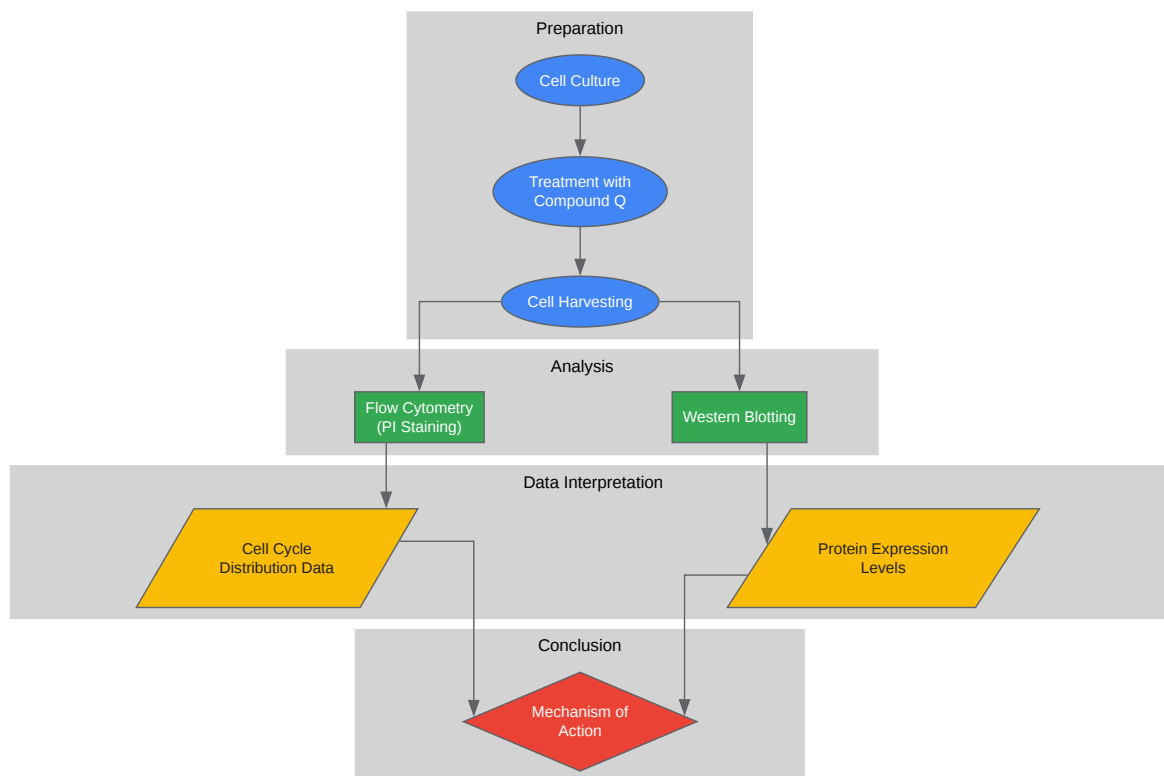 Preparation
Cell Culture
Treatment with
Compound Q
Cell Harvesting
Analysis
Flow Cytometry
(PI Staining)
Western Blotting
Data Interpretation
Cell Cycle
Distribution Data
Protein Expression
Levels
Conclusion
Mechanism of
Action